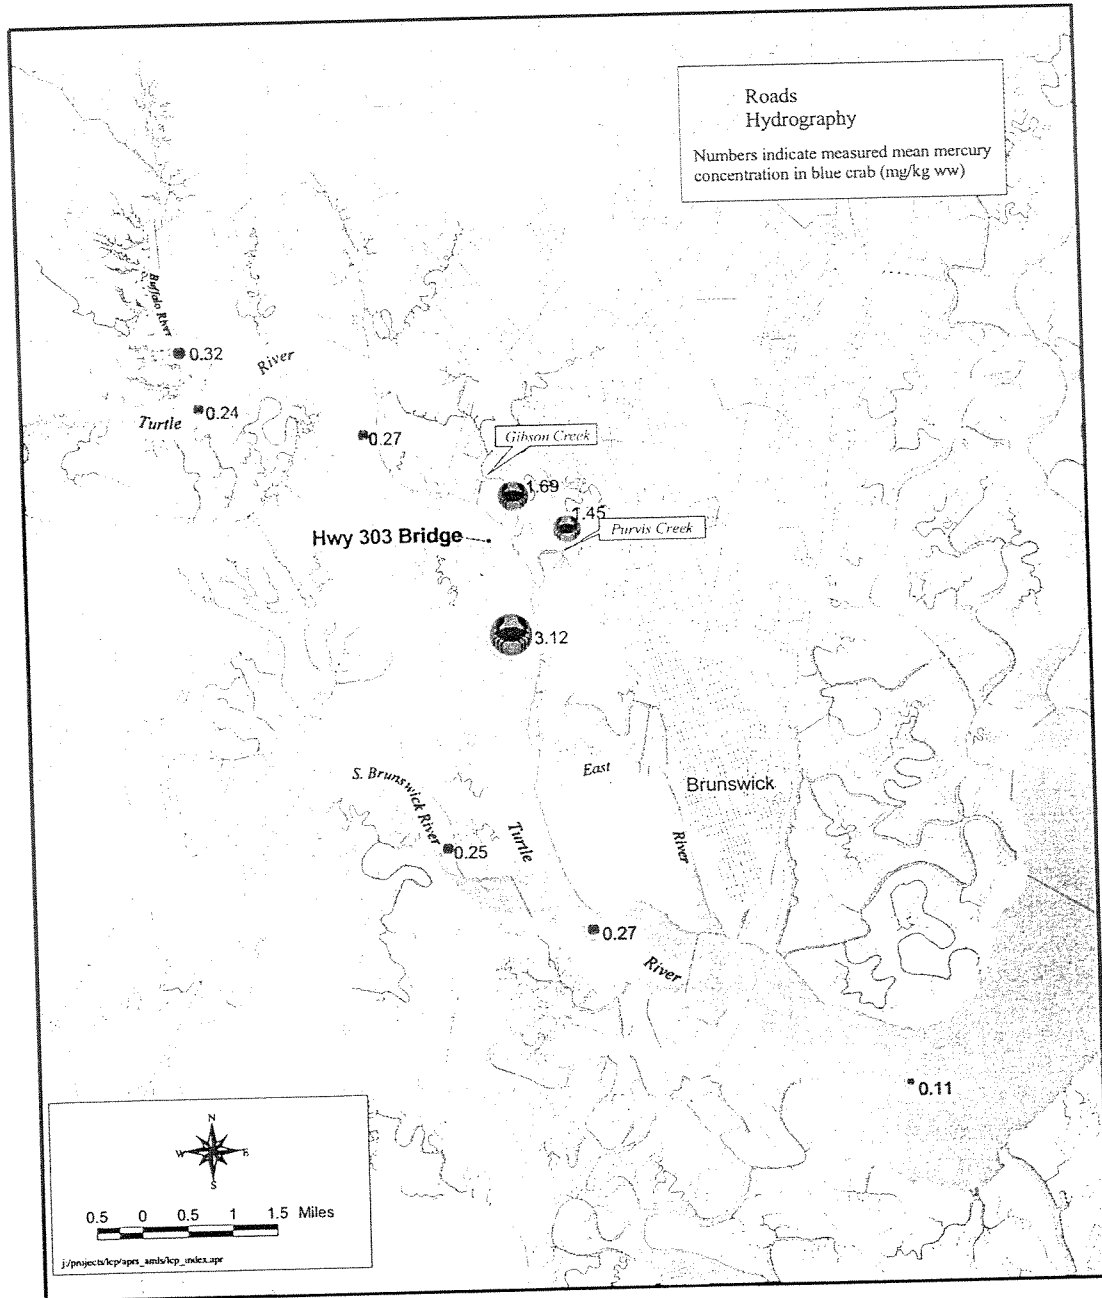 Roads
Hydrography
Numbers indicate measured mean mercury
concentration in blue crab (mg/kg ww)
Buffalo River
0.32
River
0.24
Turtle
0.27
Gibson Creek
1.69
1.45
Purvis Creek
Hwy 303 Bridge
3.12
East
Brunswick
S. Brunswick River
Turtle
River
0.25
0.27
River
0.11
N
W E
S
0.5 0 0.5 1 1.5 Miles
j:/projects/lcp/aprs_amls/lcp_index.apr